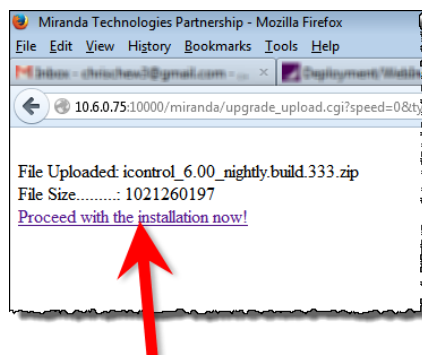 Miranda Technologies Partnership - Mozilla Firefox
File Edit View History Bookmarks Tools Help
10.6.0.75:10000/miranda/upgrade_upload.cgi?speed=0&ty
File Uploaded: icontrol_6.00_nightly.build.333.zip
File Size.........: 1021260197
Proceed with the installation now!